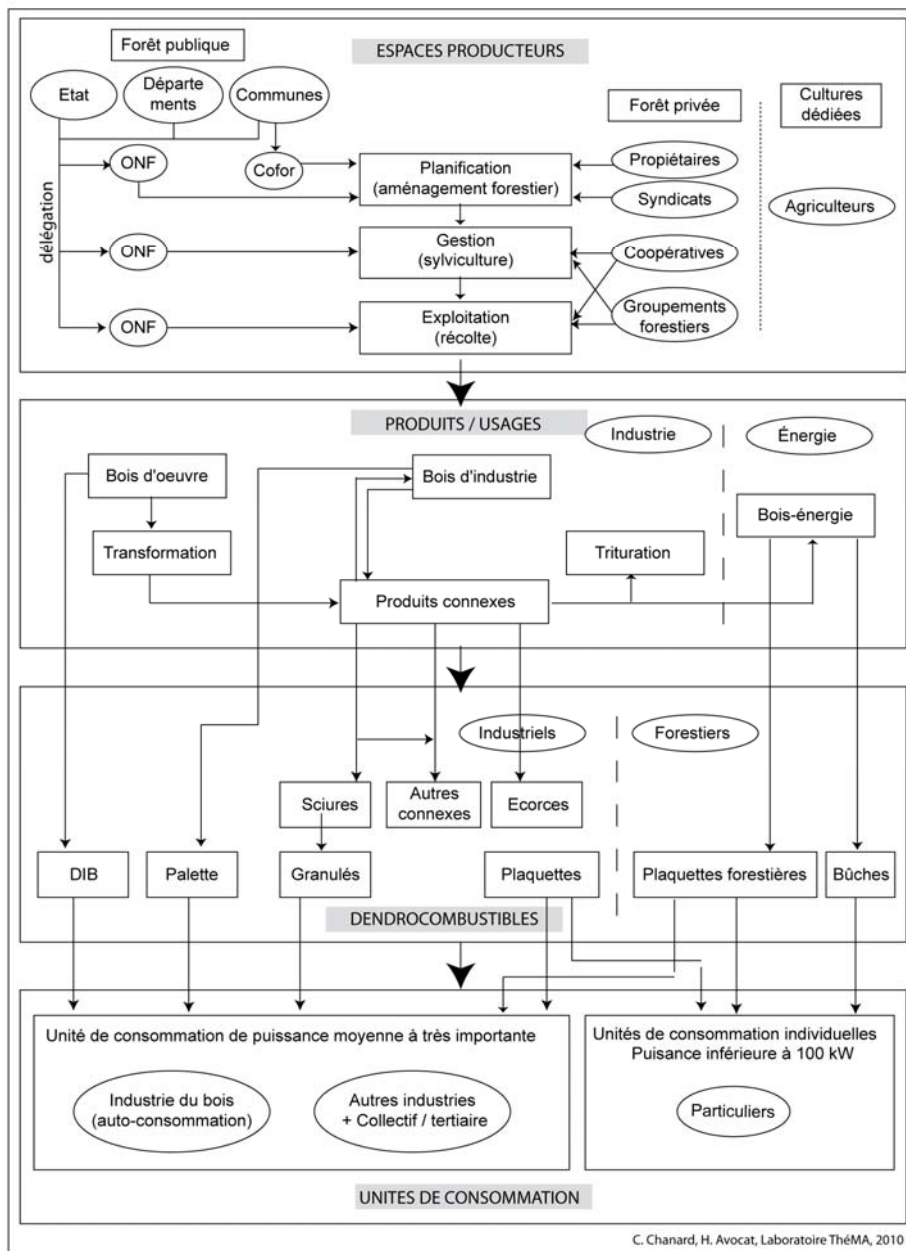 Forêt publique
ESPACES PRODUCTEURS
Etat
Départe
ments
Communes
Forêt privée
Cultures
dédiées
ONF
Cofor
Planification
(aménagement forestier)
Propiétaires
Syndicats
Agriculteurs
délégation
ONF
Gestion
(sylviculture)
Coopératives
ONF
Exploitation
(récolte)
Groupements
forestiers
PRODUITS / USAGES
Industrie
Énergie
Bois d'oeuvre
Bois d'industrie
Bois-énergie
Transformation
Trituration
Produits connexes
Industriels
Forestiers
Sciures
Autres
connexes
Ecorces
DIB
Palette
Granulés
Plaquettes
Plaquettes forestières
Bûches
DENDROCOMBUSTIBLES
Unité de consommation de puissance moyenne à très importante
Unités de consommation individuelles
Puisance inférieure à 100 kW
Industrie du bois
(auto-consommation)
Autres industries
+ Collectif / tertiaire
Particuliers
UNITES DE CONSOMMATION
C. Chanard, H. Avocat, Laboratoire ThéMA, 2010